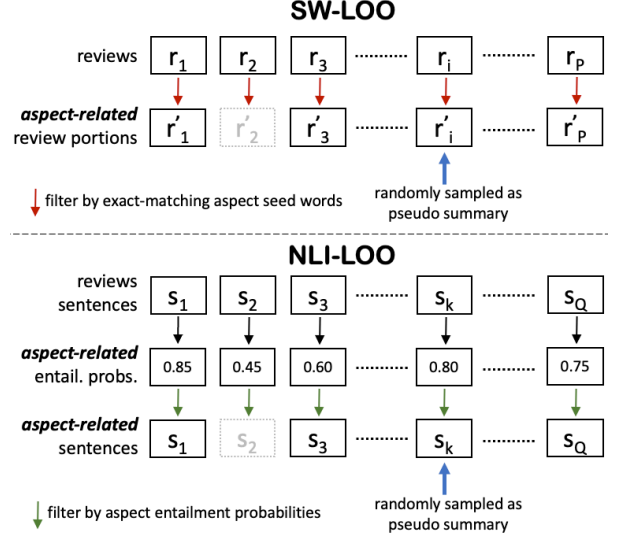 SW-LOO
reviews r1 r2 r3 ........... ri ........... rP
aspect-related
review portions r′1 r′2 r′3 ........... r′i ........... r′P
filter by exact-matching aspect seed words
randomly sampled as
pseudo summary
NLI-LOO
reviews
sentences s1 s2 s3 ........... sk ........... sQ
aspect-related
entail. probs. 0.85 0.45 0.60 ........... 0.80 ........... 0.75
aspect-related
sentences s1 s2 s3 ........... sk ........... sQ
filter by aspect entailment probabilities
randomly sampled as
pseudo summary